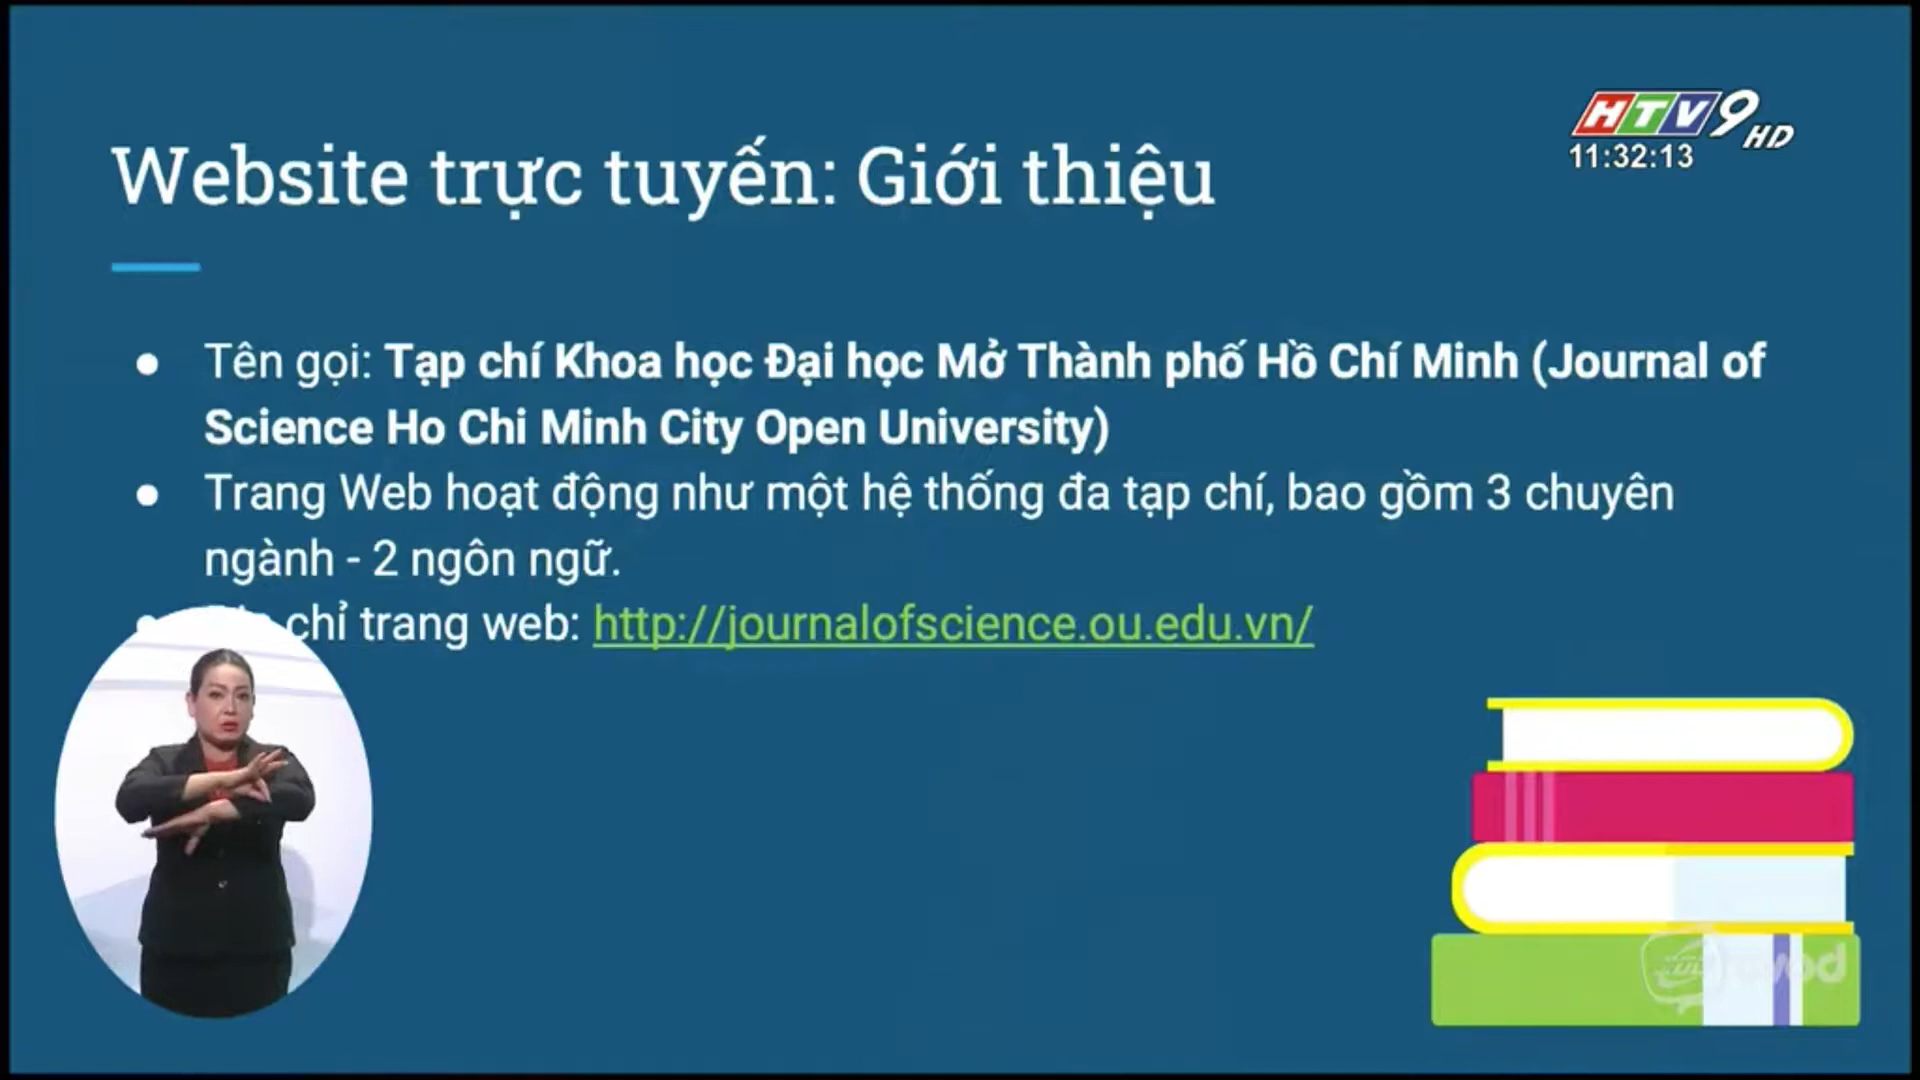 HTV9 HD
11:32:13
Website trực tuyến: Giới thiệu
● Tên gọi: Tạp chí Khoa học Đại học Mở Thành phố Hồ Chí Minh (Journal of
Science Ho Chi Minh City Open University)
● Trang Web hoạt động như một hệ thống đa tạp chí, bao gồm 3 chuyên
ngành - 2 ngôn ngữ.
chỉ trang web: http://journalofscience.ou.edu.vn/